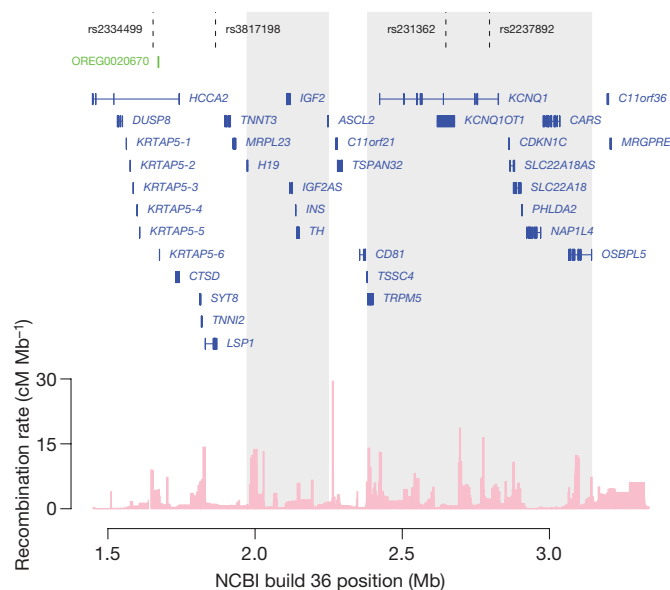 rs2334499 rs3817198 rs231362 rs2237892
OREG0020670
HCCA2 IGF2 KCNQ1 C11orf36
DUSP8 TNNT3 ASCL2 KCNQ1OT1 CARS
KRTAP5-1 MRPL23 C11orf21 CDKN1C MRGPRE
KRTAP5-2 H19 TSPAN32 SLC22A18AS
KRTAP5-3 IGF2AS SLC22A18
KRTAP5-4 INS PHLDA2
KRTAP5-5 TH NAP1L4
KRTAP5-6 CD81 OSBPL5
CTSD TSSC4
SYT8 TRPM5
TNNI2
LSP1
Recombination rate (cM Mb⁻¹)
30
15
0
1.5 2.0 2.5 3.0
NCBI build 36 position (Mb)